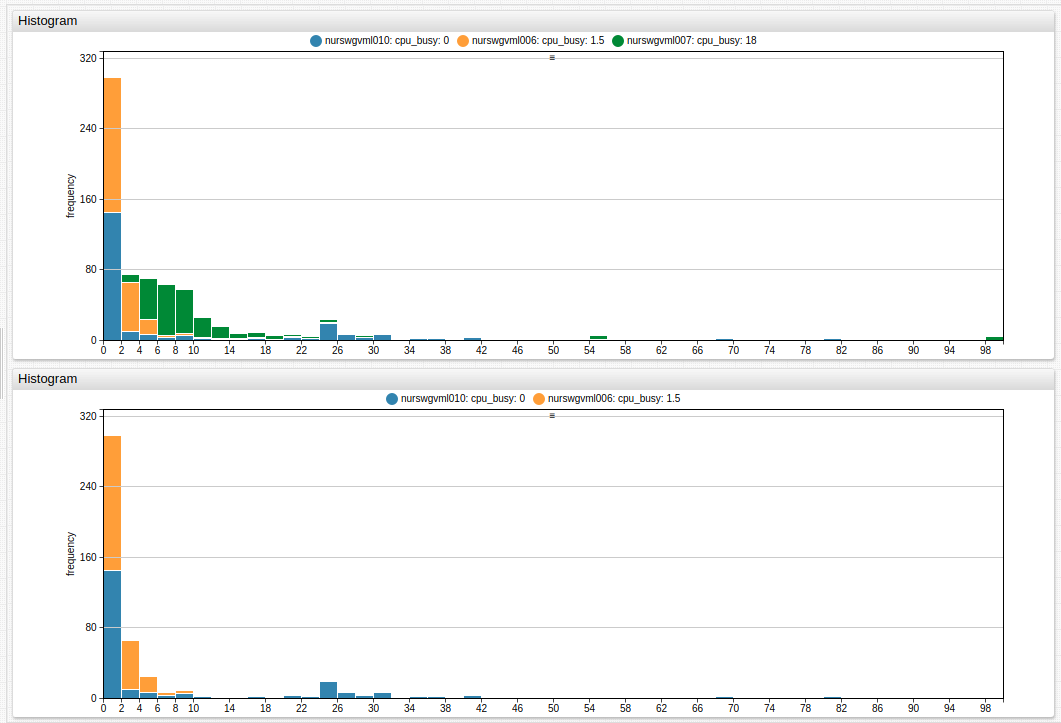 Histogram
nurswgvml010: cpu_busy: 0 nurswgvml006: cpu_busy: 1.5 nurswgvml007: cpu_busy: 18
320
240
160
80
0
frequency
0 2 4 6 8 10 14 18 22 26 30 34 38 42 46 50 54 58 62 66 70 74 78 82 86 90 94 98
Histogram
nurswgvml010: cpu_busy: 0 nurswgvml006: cpu_busy: 1.5
320
240
160
80
0
frequency
0 2 4 6 8 10 14 18 22 26 30 34 38 42 46 50 54 58 62 66 70 74 78 82 86 90 94 98